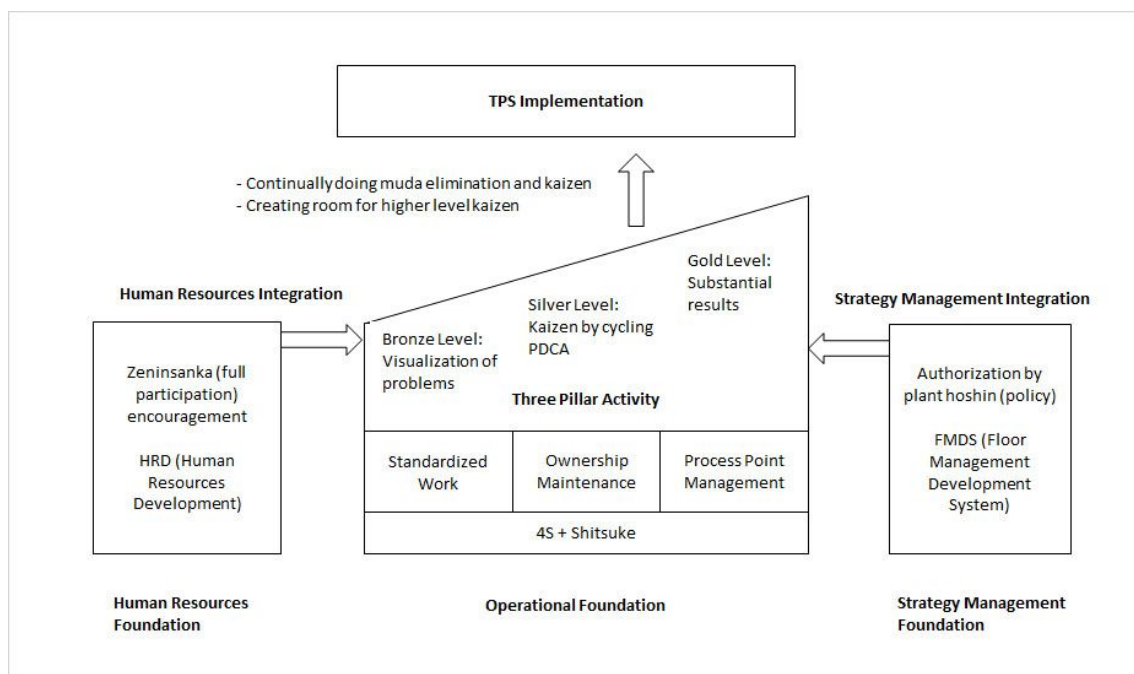 TPS Implementation
- Continually doing muda elimination and kaizen
- Creating room for higher level kaizen
Human Resources Integration
Zeninsanka (full
participation)
encouragement
HRD (Human
Resources
Development)
Human Resources
Foundation
Bronze Level:
Visualization of
problems
Silver Level:
Kaizen by cycling
PDCA
Gold Level:
Substantial
results
Three Pillar Activity
Standardized
Work
Ownership
Maintenance
Process Point
Management
4S + Shitsuke
Operational Foundation
Strategy Management Integration
Authorization by
plant hoshin (policy)
FMDS (Floor
Management
Development
System)
Strategy Management
Foundation